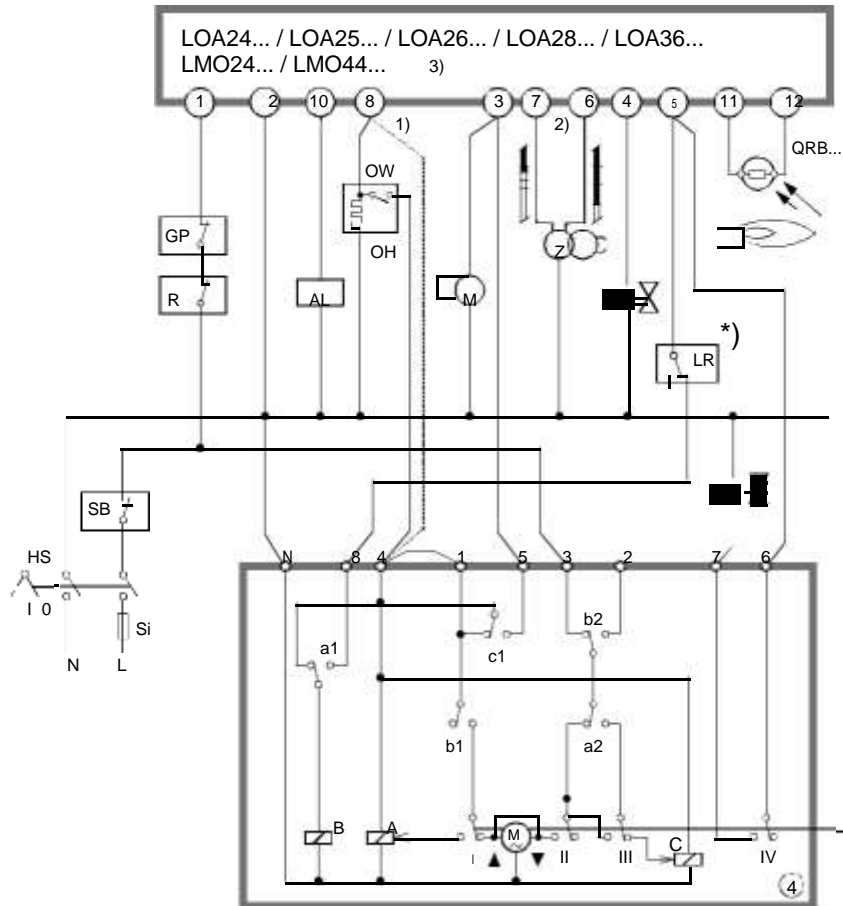 LOA24... / LOA25... / LOA26... / LOA28... / LOA36...
LMO24... / LMO44... 3)
1 2 10 8 3 7 6 4 5 11 12
1) 2)
QRB...
OW
GP
OH
Z
R AL M
*)
LR
SB
HS
I 0
Si
N L
N 8 4 1 5 3 2 7 6
b2
a1 c1
b1 a2
B A M C
I II III IV
4